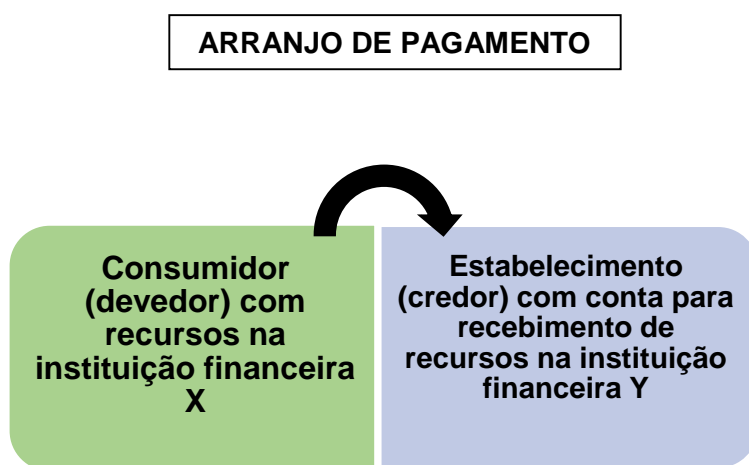 ARRANJO DE PAGAMENTO
Consumidor
(devedor) com
recursos na
instituição financeira
X
Estabelecimento
(credor) com conta para
recebimento de
recursos na instituição
financeira Y